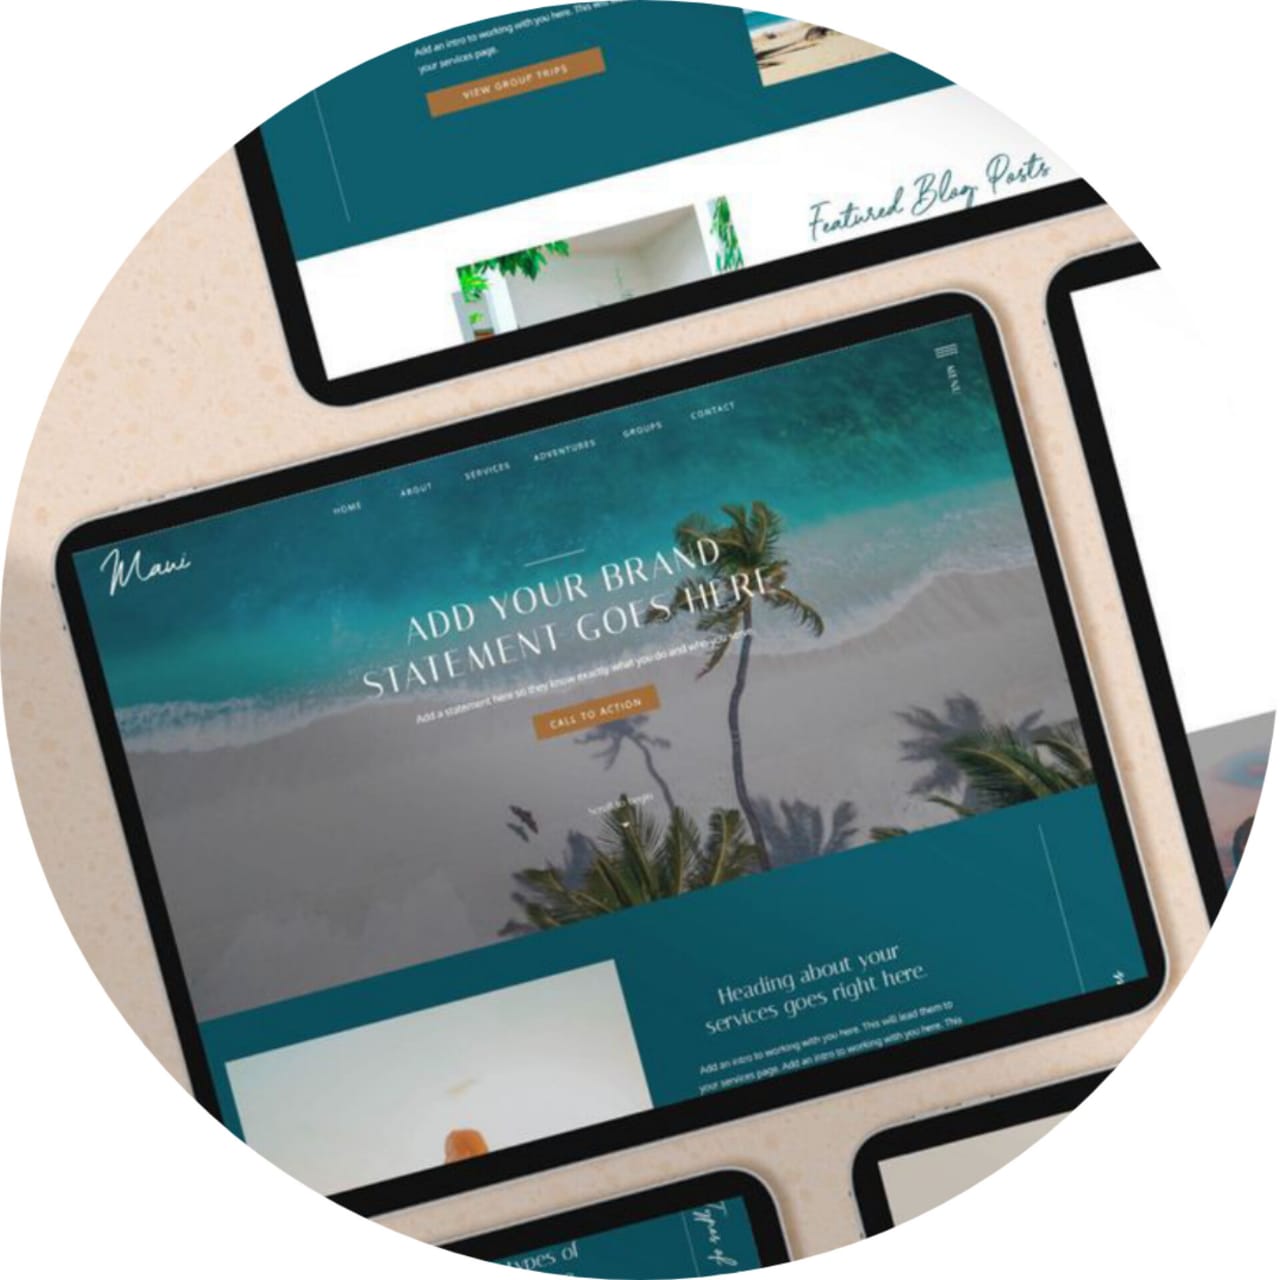 Add an intro to working with you here. This will
your services page.
VIEW GROUP TRIPS
Featured Blog Posts
MENU
HOME ABOUT SERVICES ADVENTURES GROUPS CONTACT
Maui
ADD YOUR BRAND
STATEMENT GOES HERE
Add a statement here so they know exactly what you do and who you serve
CALL TO ACTION
Heading about your
services goes right here.
Add an intro to working with you here. This will lead them to
your services page. Add an intro to working with you here. This
types of
Types of